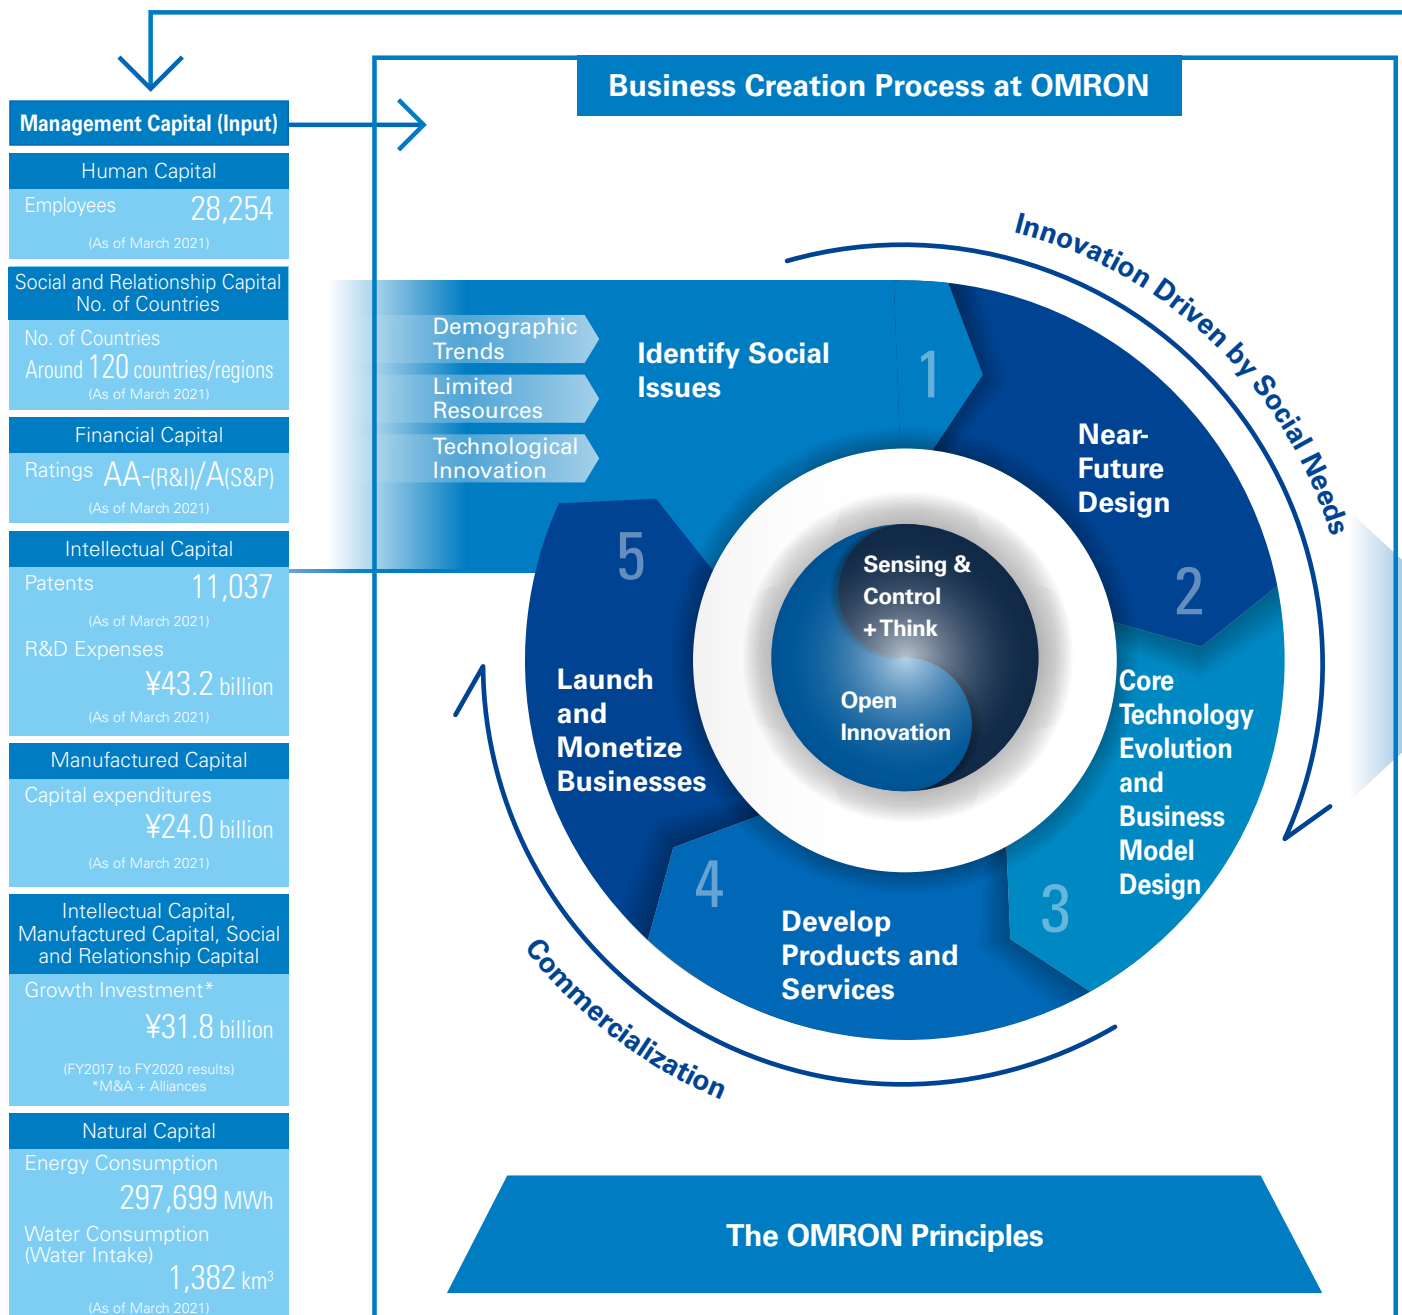 Business Creation Process at OMRON
Management Capital (Input)
Human Capital
Employees 28,254
(As of March 2021)
Social and Relationship Capital
No. of Countries
No. of Countries
Around 120 countries/regions
(As of March 2021)
Financial Capital
Ratings AA-(R&I)/A(S&P)
(As of March 2021)
Intellectual Capital
Patents 11,037
(As of March 2021)
R&D Expenses
¥43.2 billion
(As of March 2021)
Manufactured Capital
Capital expenditures
¥24.0 billion
(As of March 2021)
Intellectual Capital,
Manufactured Capital, Social
and Relationship Capital
Growth Investment*
¥31.8 billion
(FY2017 to FY2020 results)
*M&A + Alliances
Natural Capital
Energy Consumption
297,699 MWh
Water Consumption
(Water Intake)
1,382 km³
(As of March 2021)
Demographic
Trends
Limited
Resources
Technological
Innovation
Identify Social
Issues
1
Innovation Driven by Social Needs
Near-
Future
Design
2
Core
Technology
Evolution
and
Business
Model
Design
3
Develop
Products and
Services
4
Launch
and
Monetize
Businesses
5
Commercialization
Sensing &
Control
+Think
Open
Innovation
The OMRON Principles